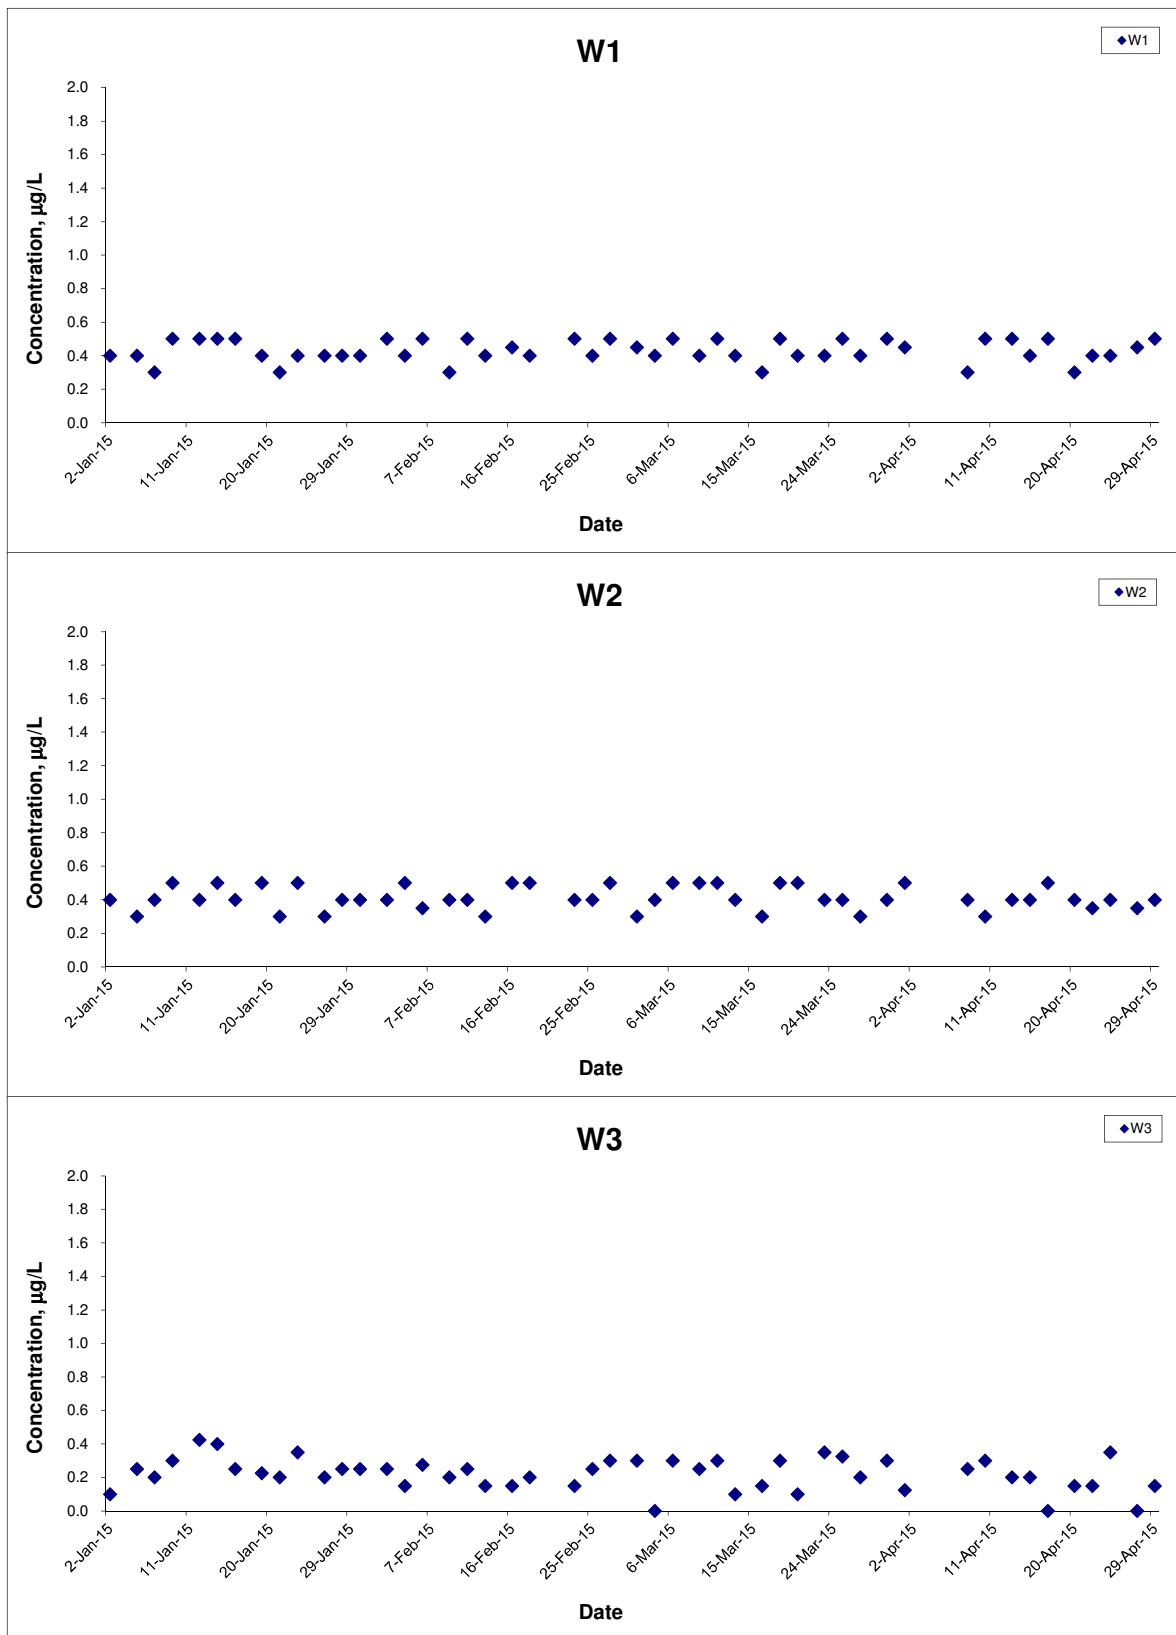 W1
W1
2.0
1.8
1.6
1.4
1.2
1.0
0.8
0.6
0.4
0.2
0.0
Concentration, µg/L
2-Jan-15
11-Jan-15
20-Jan-15
29-Jan-15
7-Feb-15
16-Feb-15
25-Feb-15
6-Mar-15
15-Mar-15
24-Mar-15
2-Apr-15
11-Apr-15
20-Apr-15
29-Apr-15
Date
W2
W2
2.0
1.8
1.6
1.4
1.2
1.0
0.8
0.6
0.4
0.2
0.0
Concentration, µg/L
2-Jan-15
11-Jan-15
20-Jan-15
29-Jan-15
7-Feb-15
16-Feb-15
25-Feb-15
6-Mar-15
15-Mar-15
24-Mar-15
2-Apr-15
11-Apr-15
20-Apr-15
29-Apr-15
Date
W3
W3
2.0
1.8
1.6
1.4
1.2
1.0
0.8
0.6
0.4
0.2
0.0
Concentration, µg/L
2-Jan-15
11-Jan-15
20-Jan-15
29-Jan-15
7-Feb-15
16-Feb-15
25-Feb-15
6-Mar-15
15-Mar-15
24-Mar-15
2-Apr-15
11-Apr-15
20-Apr-15
29-Apr-15
Date